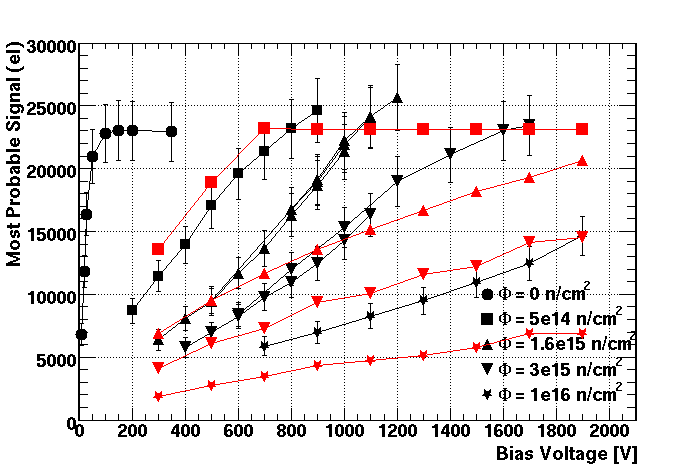 Most Probable Signal (el)
30000
25000
20000
15000
10000
5000
0
Φ = 0 n/cm²
Φ = 5e14 n/cm²
Φ = 1.6e15 n/cm²
Φ = 3e15 n/cm²
Φ = 1e16 n/cm²
0 200 400 600 800 1000 1200 1400 1600 1800 2000
Bias Voltage [V]